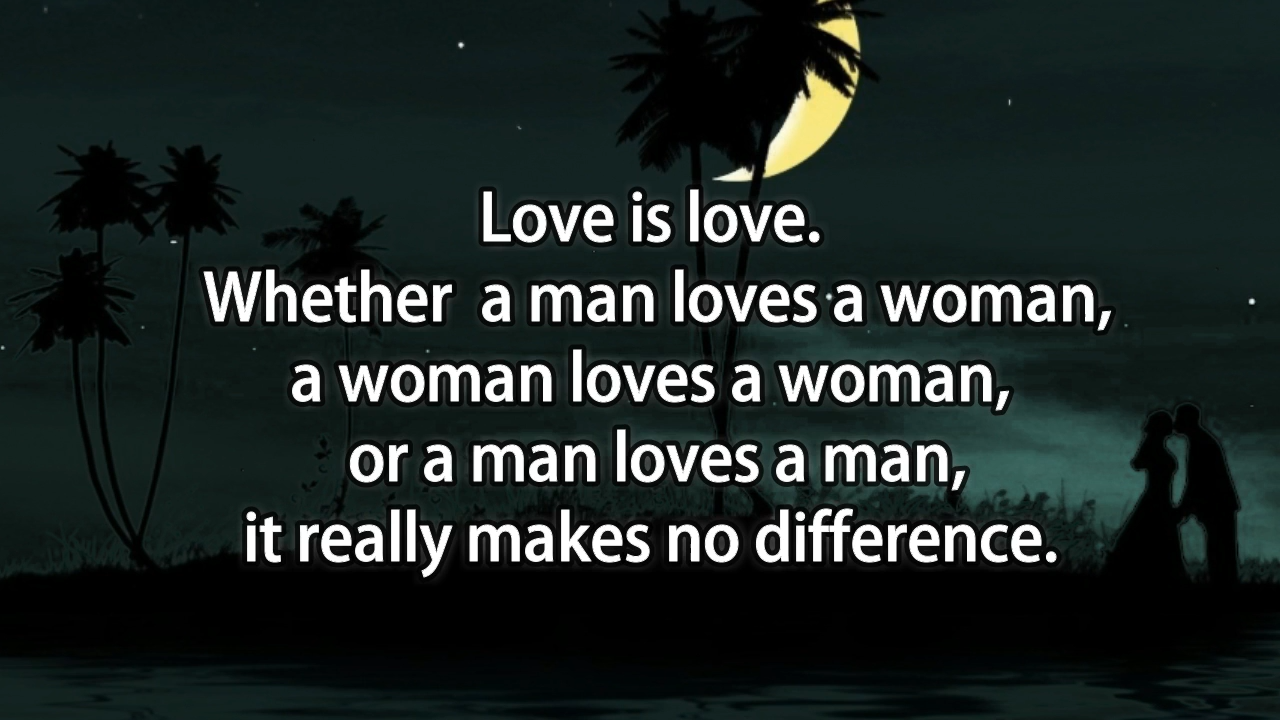 Love is love.
Whether a man loves a woman,
a woman loves a woman,
or a man loves a man,
it really makes no difference.